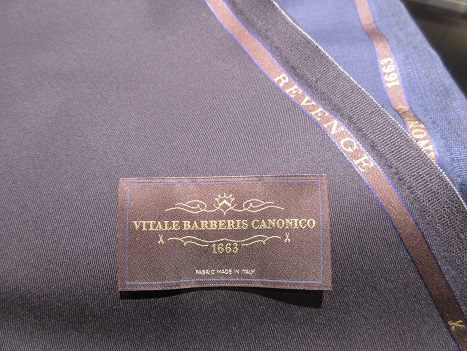 REVENGE
1663
VITALE BARBERIS CANONICO
1663
FABRIC MADE IN ITALY